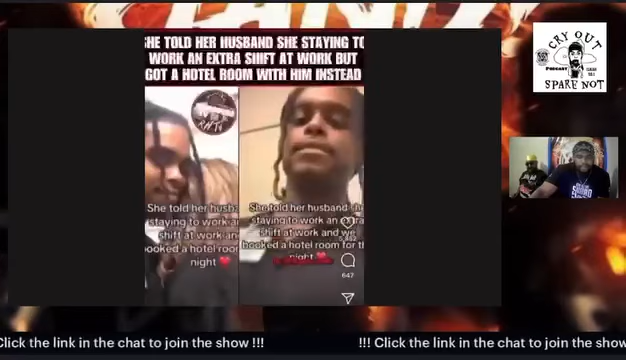 SHE TOLD HER HUSBAND SHE STAYING TO
WORK AN EXTRA SHIFT AT WORK BUT
GOT A HOTEL ROOM WITH HIM INSTEAD
CRY OUT
PODCAST
SPARE NOT
She told her husba
staying to work a
shift at work an
ooked a hotel roor
night ❤️
She told her husband she
staying to work an extra
shift at work and we
booked a hotel room for th
night
647
Click the link in the chat to join the show !!!
!!! Click the link in the chat to join the show